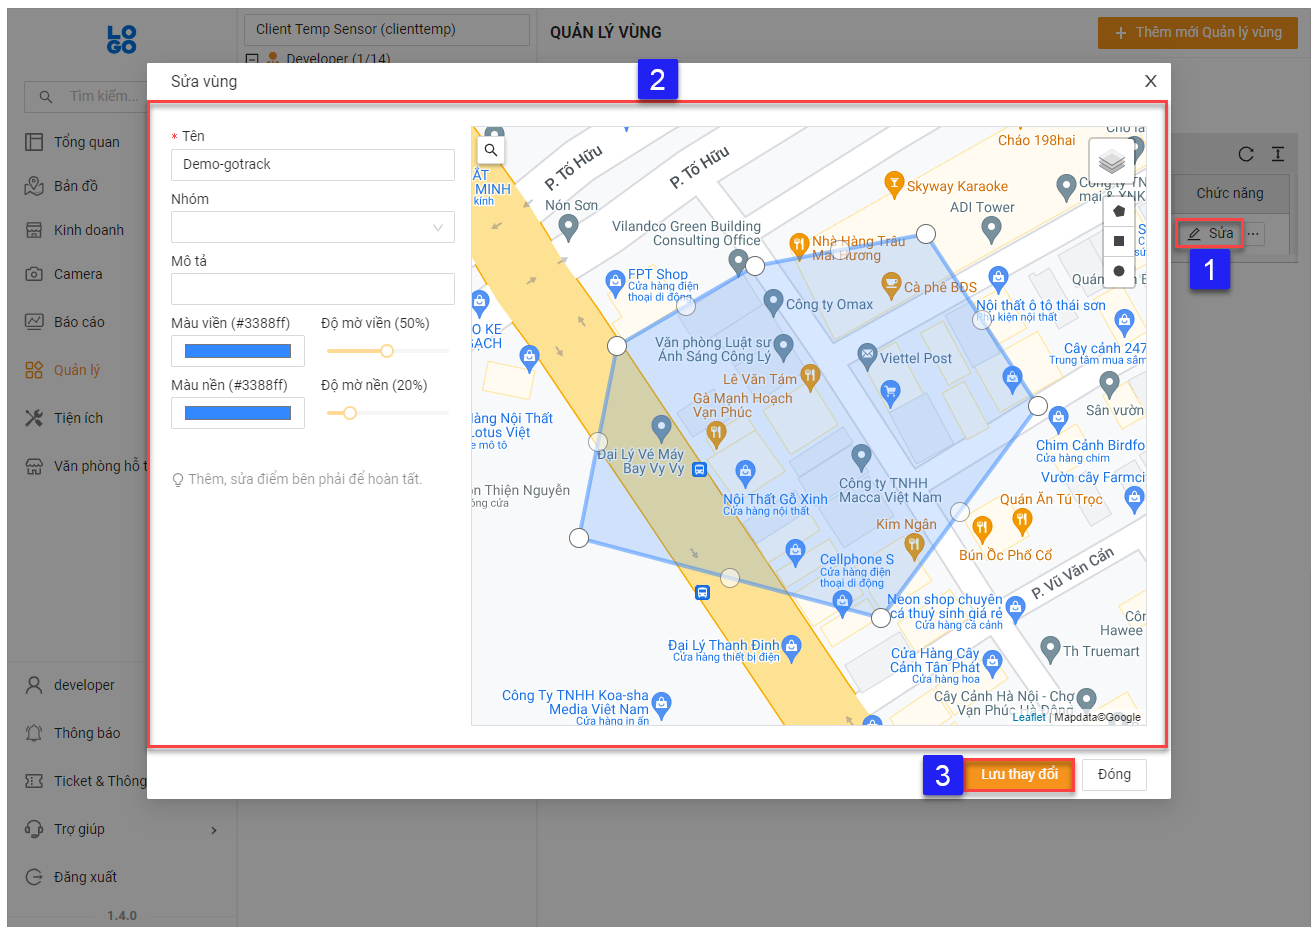 LO
GO
Tìm kiếm...
Tổng quan
Bản đồ
Kinh doanh
Camera
Báo cáo
Quản lý
Tiện ích
Văn phòng hỗ t
developer
Thông báo
Ticket & Thông
Trợ giúp
Đăng xuất
1.4.0
Client Temp Sensor (clienttemp)
Developer (1/14)
QUẢN LÝ VÙNG
Thêm mới Quản lý vùng
Chức năng
Sửa
1
Sửa vùng
2
X
* Tên
Demo-gotrack
Nhóm
Mô tả
Màu viền (#3388ff)
Độ mờ viền (50%)
Màu nền (#3388ff)
Độ mờ nền (20%)
Thêm, sửa điểm bên phải để hoàn tất.
P. Tố Hữu
P. Tố Hữu
Cháo 198hai
MINH
kính
Nón Sơn
Skyway Karaoke
ADI Tower
Vilandco Green Building
Consulting Office
Nhà Hàng Trâu
Mai Hương
FPT Shop
Cửa hàng điện
thoại di động
Cà phê BĐS
Công ty Omax
Nội thất ô tô thái sơn
Phụ kiện nội thất
Văn phòng Luật sư
Ánh Sáng Công Lý
Viettel Post
Cây cảnh 247
Trung tâm mua sắm
Lê Văn Tám
Gà Mạnh Hoạch
Vạn Phúc
Sân vườn
àng Nội Thất
Lotus Việt
e mô tô
Đại Lý Vé Máy
Bay Vy Vy
Chim Cảnh Birdfo
Cửa hàng chim
Vườn cây Farmci
Công ty TNHH
Macca Việt Nam
Nội Thất Gỗ Xinh
Cửa hàng nội thất
Quán Ăn Tú Trọc
on Thiện Nguyễn
Kim Ngân
Bún Ốc Phố Cổ
Cellphone S
Cửa hàng điện
thoại di động
P. Vũ Văn Cẩn
Neon shop chuyên
cá thuỷ sinh giá rẻ
Cửa hàng cá cảnh
Đại Lý Thanh Đinh
Cửa hàng thiết bị điện
Hawee
Th Truemart
Cửa Hàng Cây
Cảnh Tân Phát
Cửa hàng hoa
Công Ty TNHH Koa-sha
Media Việt Nam
Cửa hàng in ấn
Cây Cảnh Hà Nội - Chợ
Vạn Phúc Hà Đông
Leaflet | Mapdata©Google
3
Lưu thay đổi
Đóng